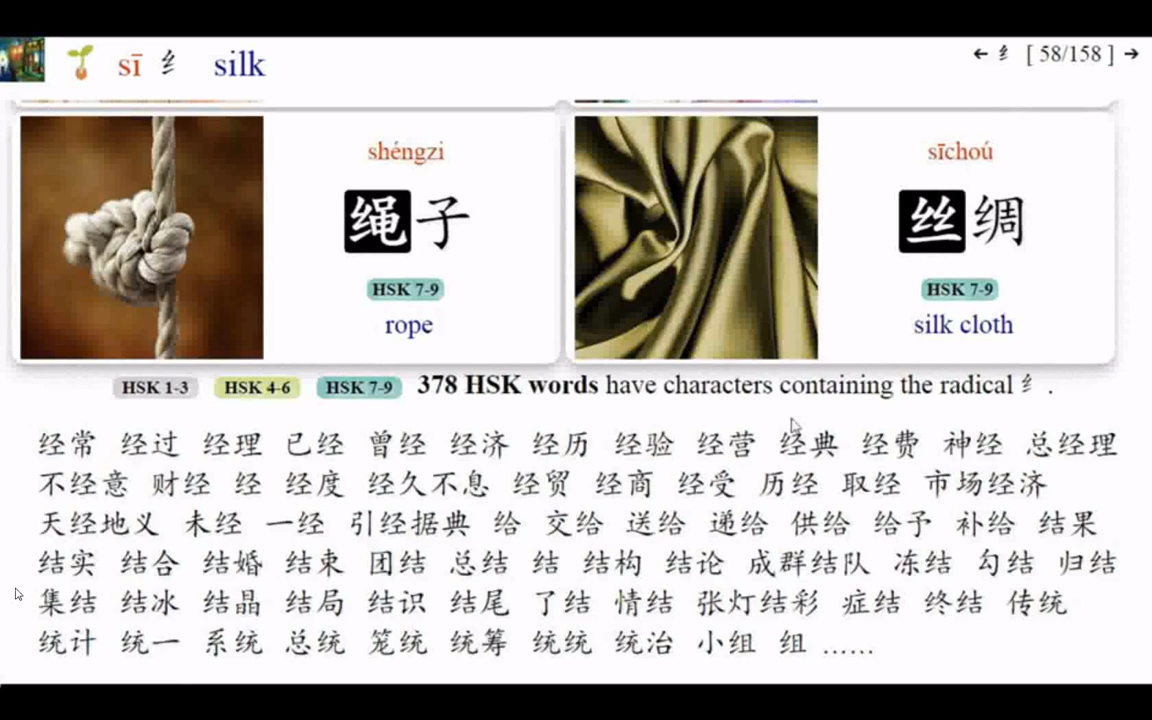 sī 纟 silk
← 纟 [ 58/158 ] →
shéngzi
绳子
HSK 7-9
rope
sīchoú
丝绸
HSK 7-9
silk cloth
HSK 1-3 HSK 4-6 HSK 7-9 378 HSK words have characters containing the radical 纟.
经常 经过 经理 已经 曾经 经济 经历 经验 经营 经典 经费 神经 总经理
不经意 财经 经 经度 经久不息 经贸 经商 经受 历经 取经 市场经济
天经地义 未经 一经 引经据典 给 交给 送给 递给 供给 给予 补给 结果
结实 结合 结婚 结束 团结 总结 结 结构 结论 成群结队 冻结 勾结 归结
集结 结冰 结晶 结局 结识 结尾 了结 情结 张灯结彩 症结 终结 传统
统计 统一 系统 总统 笼统 统筹 统统 统治 小组 组 ……